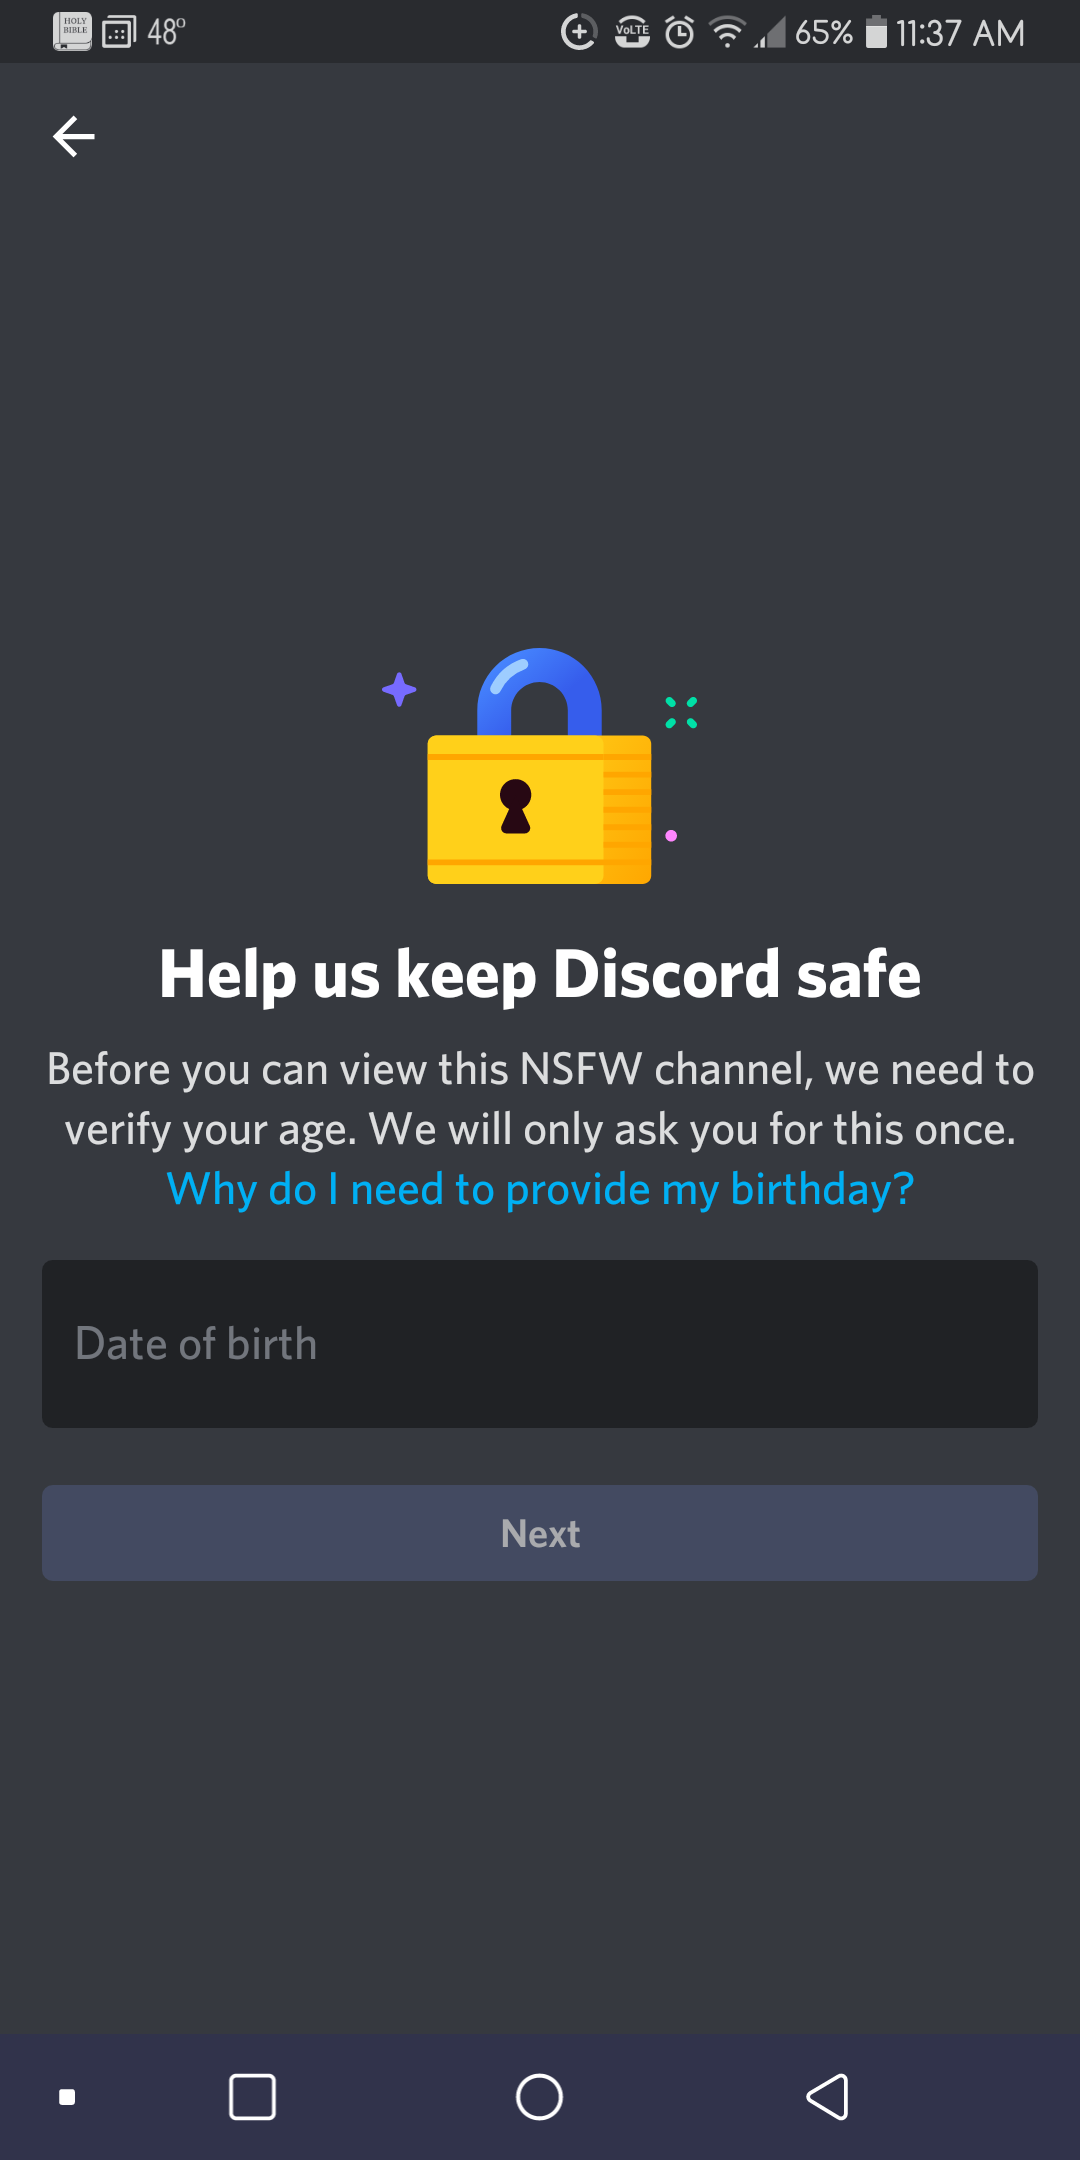 HOLY BIBLE 48° VoLTE 65% 11:37 AM
Help us keep Discord safe
Before you can view this NSFW channel, we need to
verify your age. We will only ask you for this once.
Why do I need to provide my birthday?
Date of birth
Next